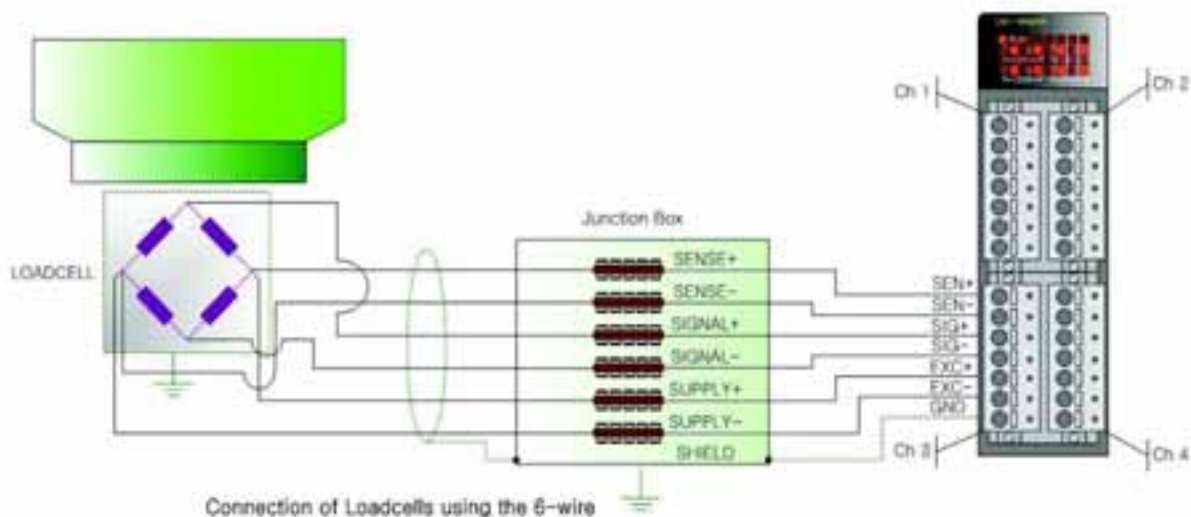 Ch 1
Ch 2
Junction Box
LOADCELL
SENSE+
SENSE-
SIGNAL+
SIGNAL-
SUPPLY+
SUPPLY-
SHIELD
SEN+
SEN-
SIG+
SIG-
EXC+
EXC-
GND
Ch 3
Ch 4
Connection of Loadcells using the 6-wire